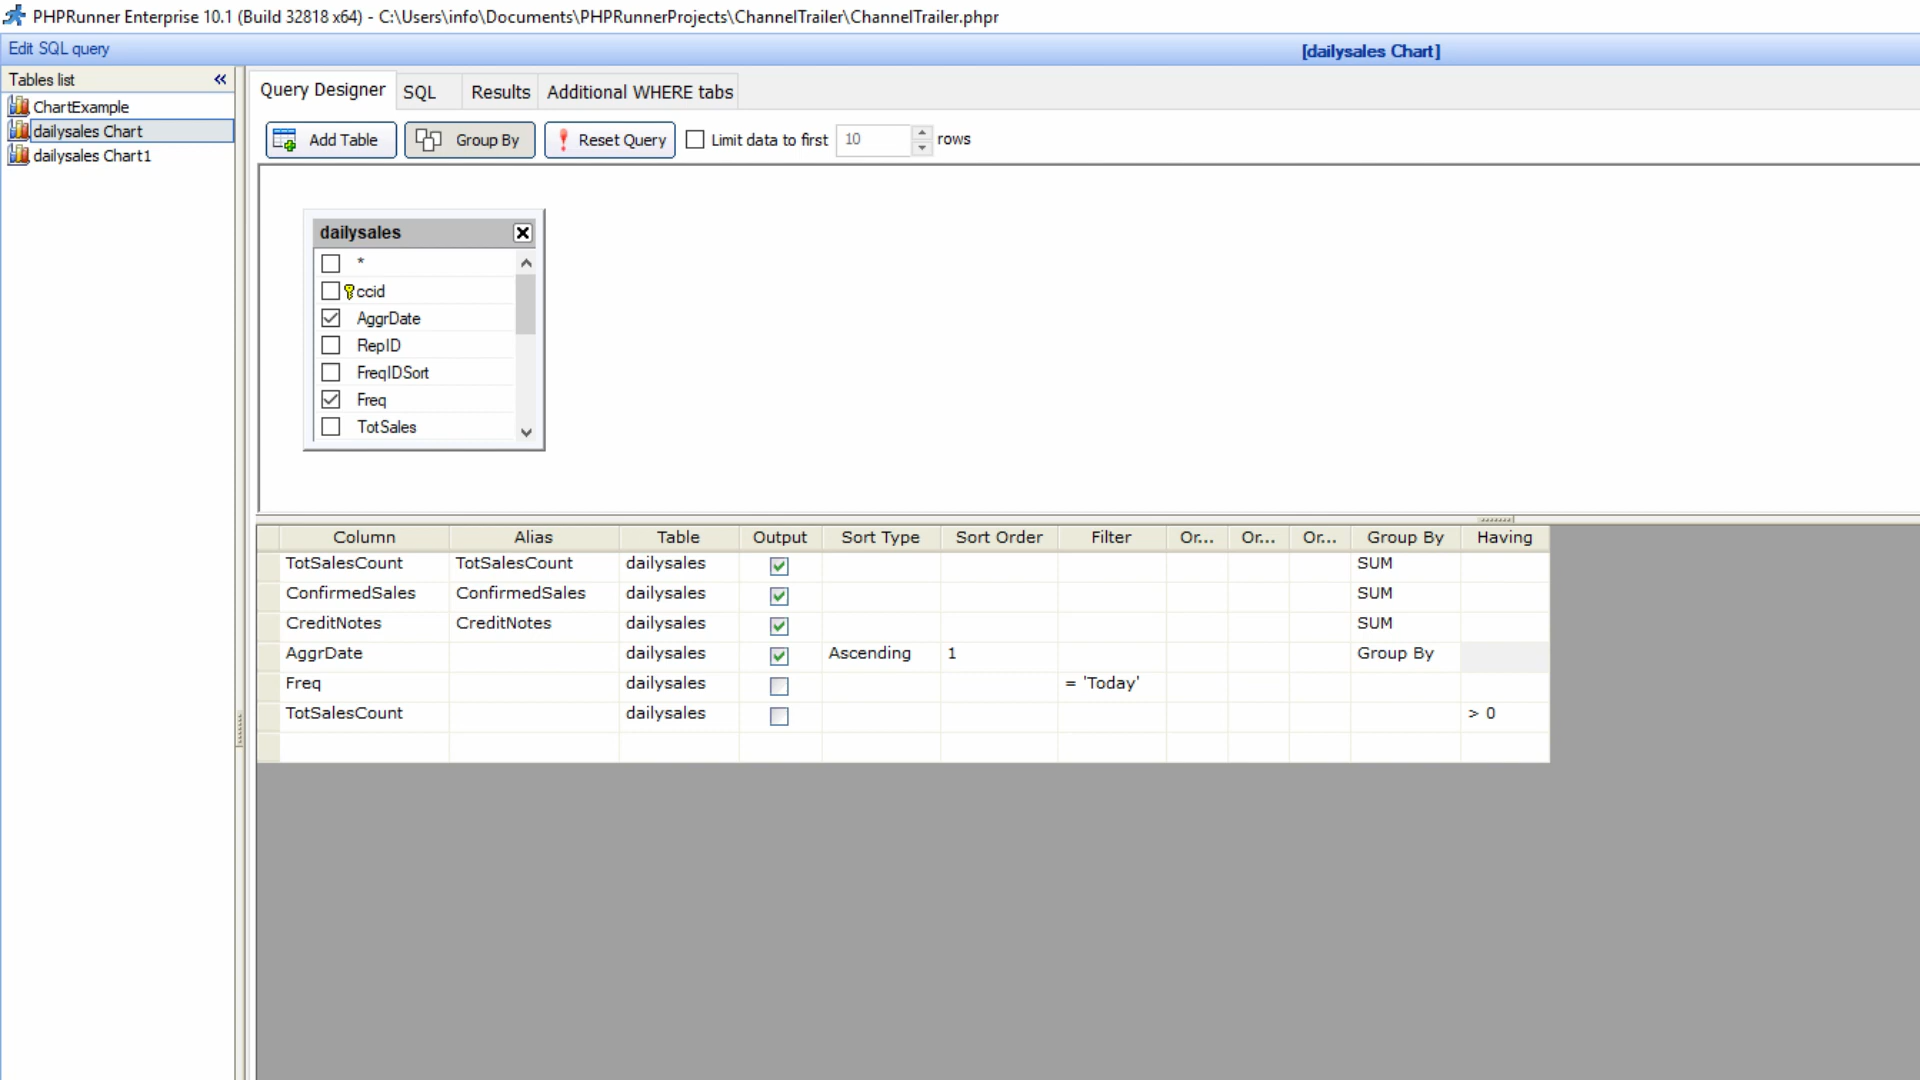 PHPRunner Enterprise 10.1 (Build 32818 x64) - C:\Users\info\Documents\PHPRunnerProjects\ChannelTrailer\ChannelTrailer.phpr
Edit SQL query
[dailysales Chart]
Tables list
«
ChartExample
dailysales Chart
dailysales Chart1
Query Designer SQL Results Additional WHERE tabs
Add Table Group By Reset Query Limit data to first 10 rows
dailysales
*
ccid
AggrDate
RepID
FreqIDSort
Freq
TotSales
Column Alias Table Output Sort Type Sort Order Filter Or... Or... Or... Group By Having
TotSalesCount TotSalesCount dailysales SUM
ConfirmedSales ConfirmedSales dailysales SUM
CreditNotes CreditNotes dailysales SUM
AggrDate dailysales Ascending 1 Group By
Freq dailysales = 'Today'
TotSalesCount dailysales > 0